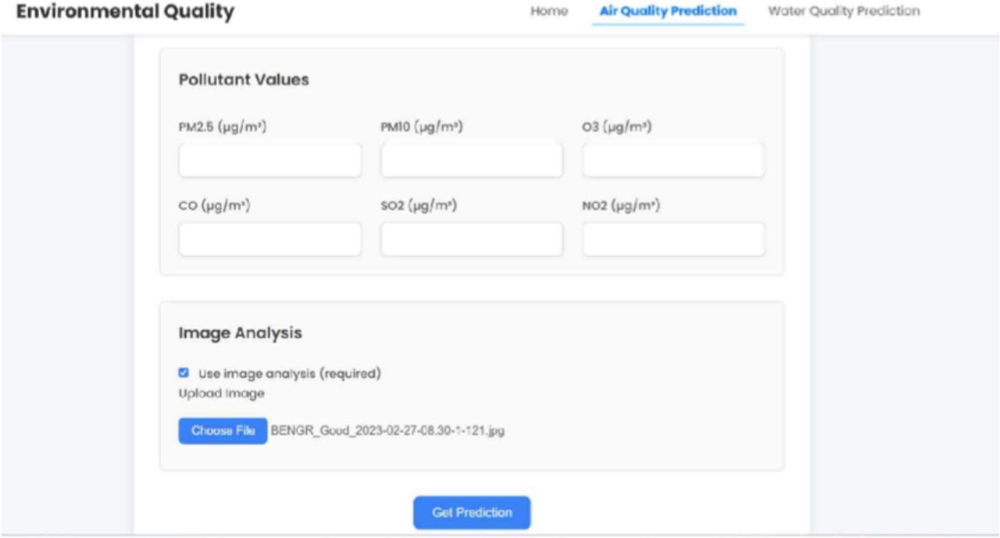 Environmental Quality
Home Air Quality Prediction Water Quality Prediction
Pollutant Values
PM2.5 (µg/m³) PM10 (µg/m³) O3 (µg/m³)
CO (µg/m³) SO2 (µg/m³) NO2 (µg/m³)
Image Analysis
Use image analysis (required)
Upload Image
Choose File BENGR_Good_2023-02-27-08.30-1-121.jpg
Get Prediction